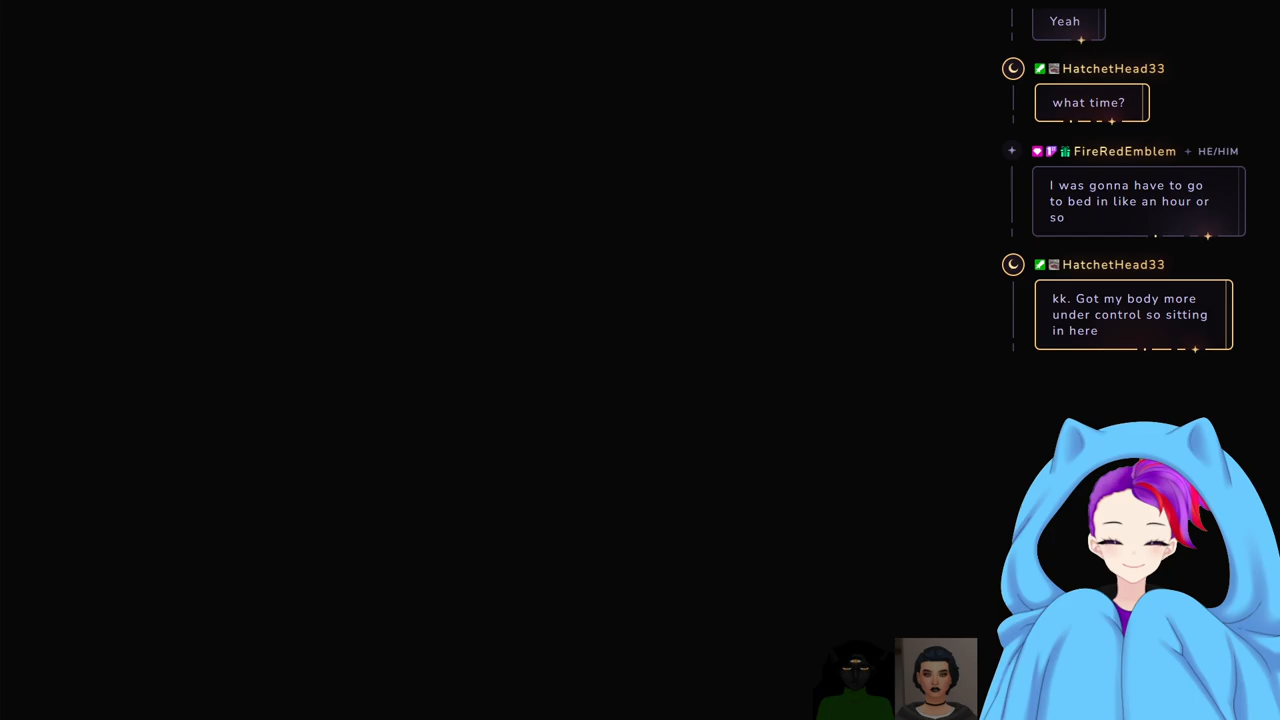 Yeah
HatchetHead33
what time?
FireRedEmblem + HE/HIM
I was gonna have to go
to bed in like an hour or
so
HatchetHead33
kk. Got my body more
under control so sitting
in here